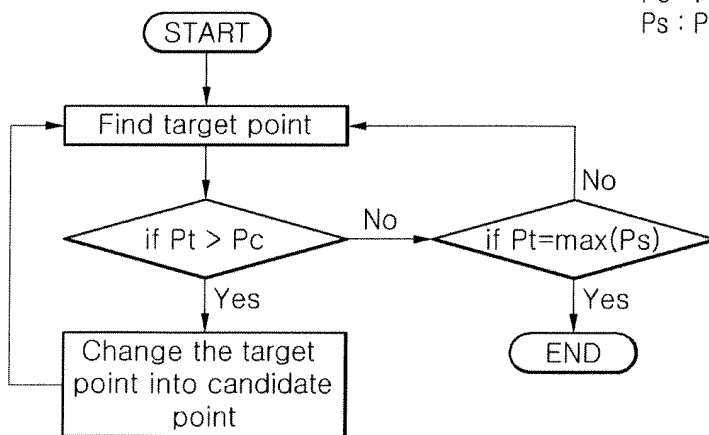 Ps : P
START
Find target point
No
if Pt > Pc
No
if Pt=max(Ps)
Yes
Yes
Change the target
point into candidate
point
END